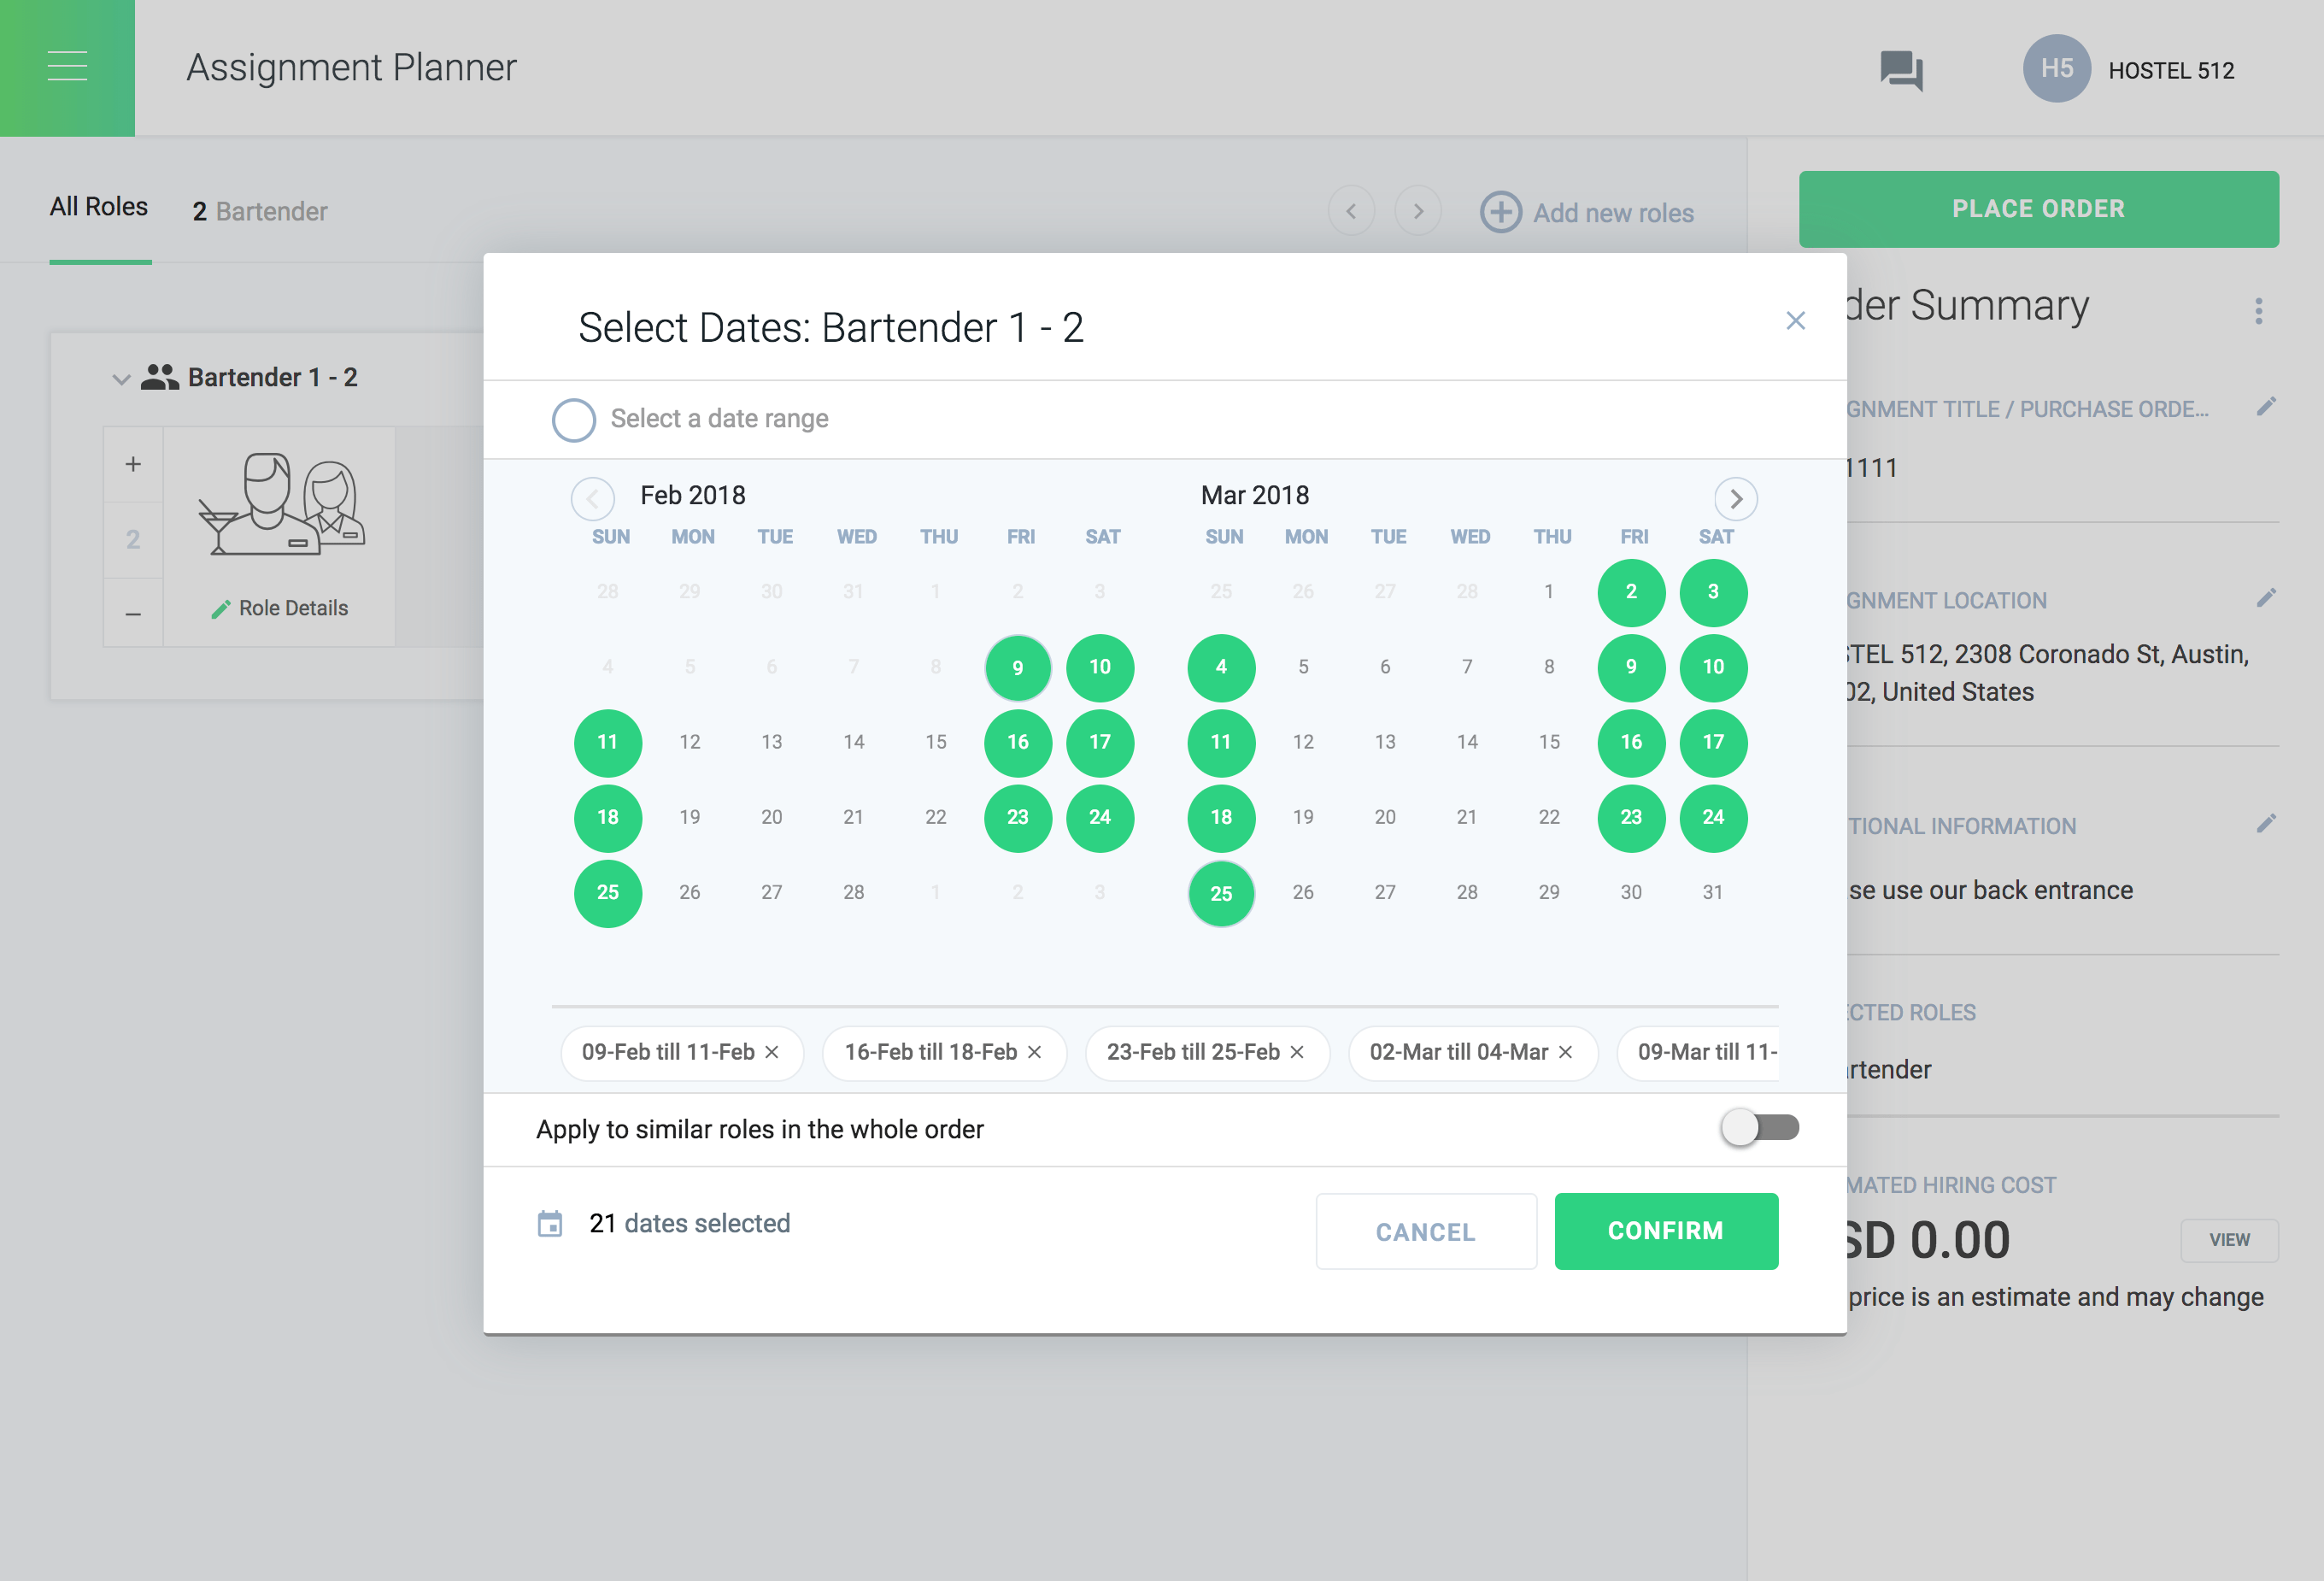 Assignment Planner
H5 HOSTEL 512
All Roles
2 Bartender
Add new roles
PLACE ORDER
Bartender 1 - 2
+
2
–
Role Details
Select Dates: Bartender 1 - 2
Select a date range
Feb 2018
SUN MON TUE WED THU FRI SAT
28 29 30 31 1 2 3
4 5 6 7 8 9 10
11 12 13 14 15 16 17
18 19 20 21 22 23 24
25 26 27 28 1 2 3
Mar 2018
SUN MON TUE WED THU FRI SAT
25 26 27 28 1 2 3
4 5 6 7 8 9 10
11 12 13 14 15 16 17
18 19 20 21 22 23 24
25 26 27 28 29 30 31
09-Feb till 11-Feb ×
16-Feb till 18-Feb ×
23-Feb till 25-Feb ×
02-Mar till 04-Mar ×
09-Mar till 11-
Apply to similar roles in the whole order
21 dates selected
CANCEL
CONFIRM
der Summary
GNMENT TITLE / PURCHASE ORDE...
1111
GNMENT LOCATION
TEL 512, 2308 Coronado St, Austin,
02, United States
TIONAL INFORMATION
se use our back entrance
CTED ROLES
rtender
MATED HIRING COST
SD 0.00
VIEW
price is an estimate and may change